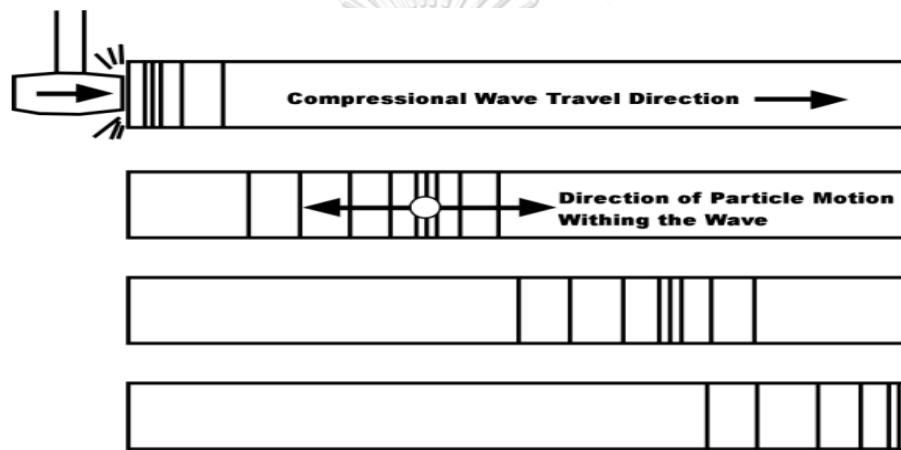 Compressional Wave Travel Direction
Direction of Particle Motion
Withing the Wave